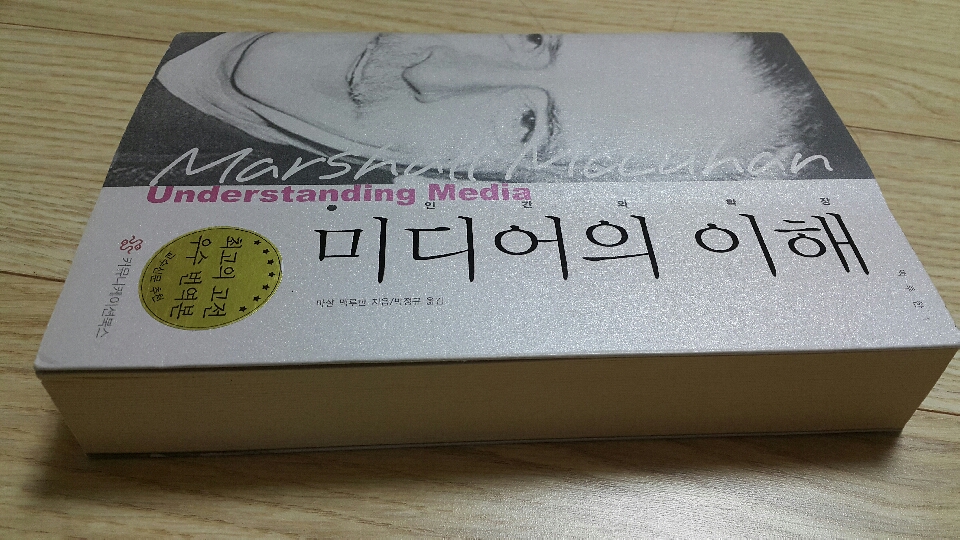 Marshall McLuhan
Understanding Media
인간의 확장
미디어의 이해
마샬 맥루한 지음/박정규 옮김
최고의 고전
우수 번역본
커뮤니케이션북스